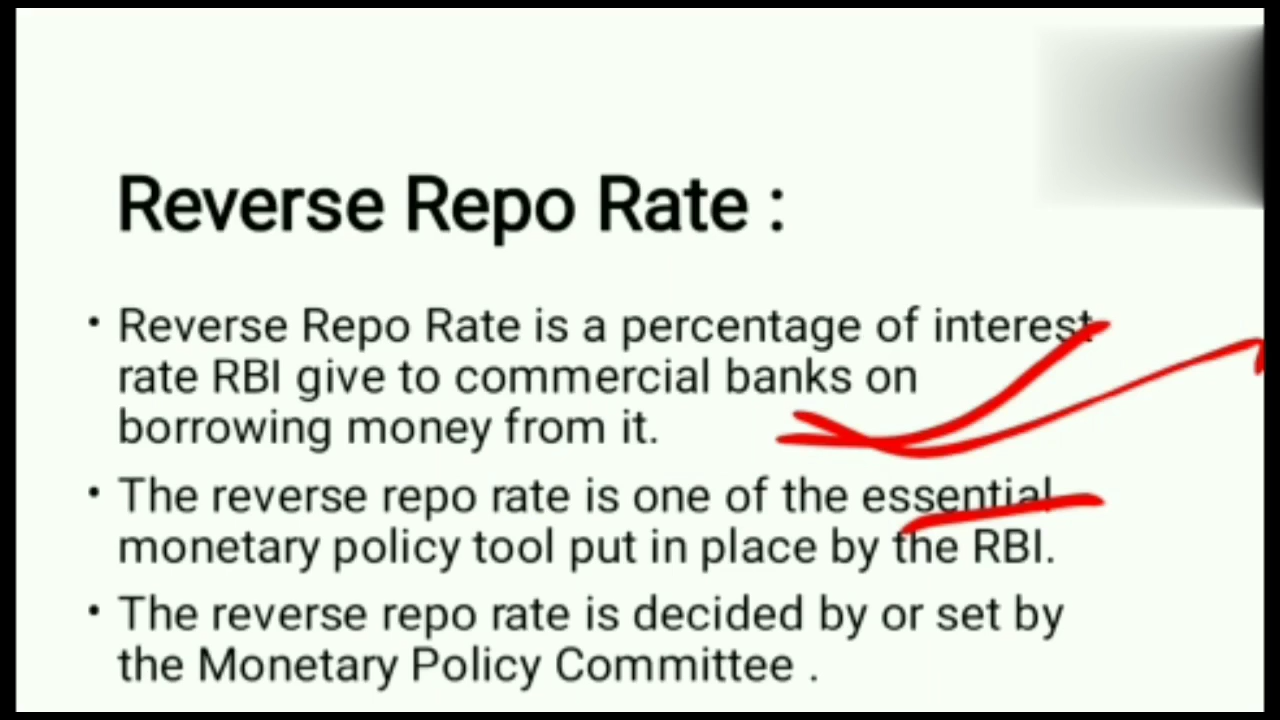 Reverse Repo Rate :
• Reverse Repo Rate is a percentage of interest
rate RBI give to commercial banks on
borrowing money from it.
• The reverse repo rate is one of the essential
monetary policy tool put in place by the RBI.
• The reverse repo rate is decided by or set by
the Monetary Policy Committee .